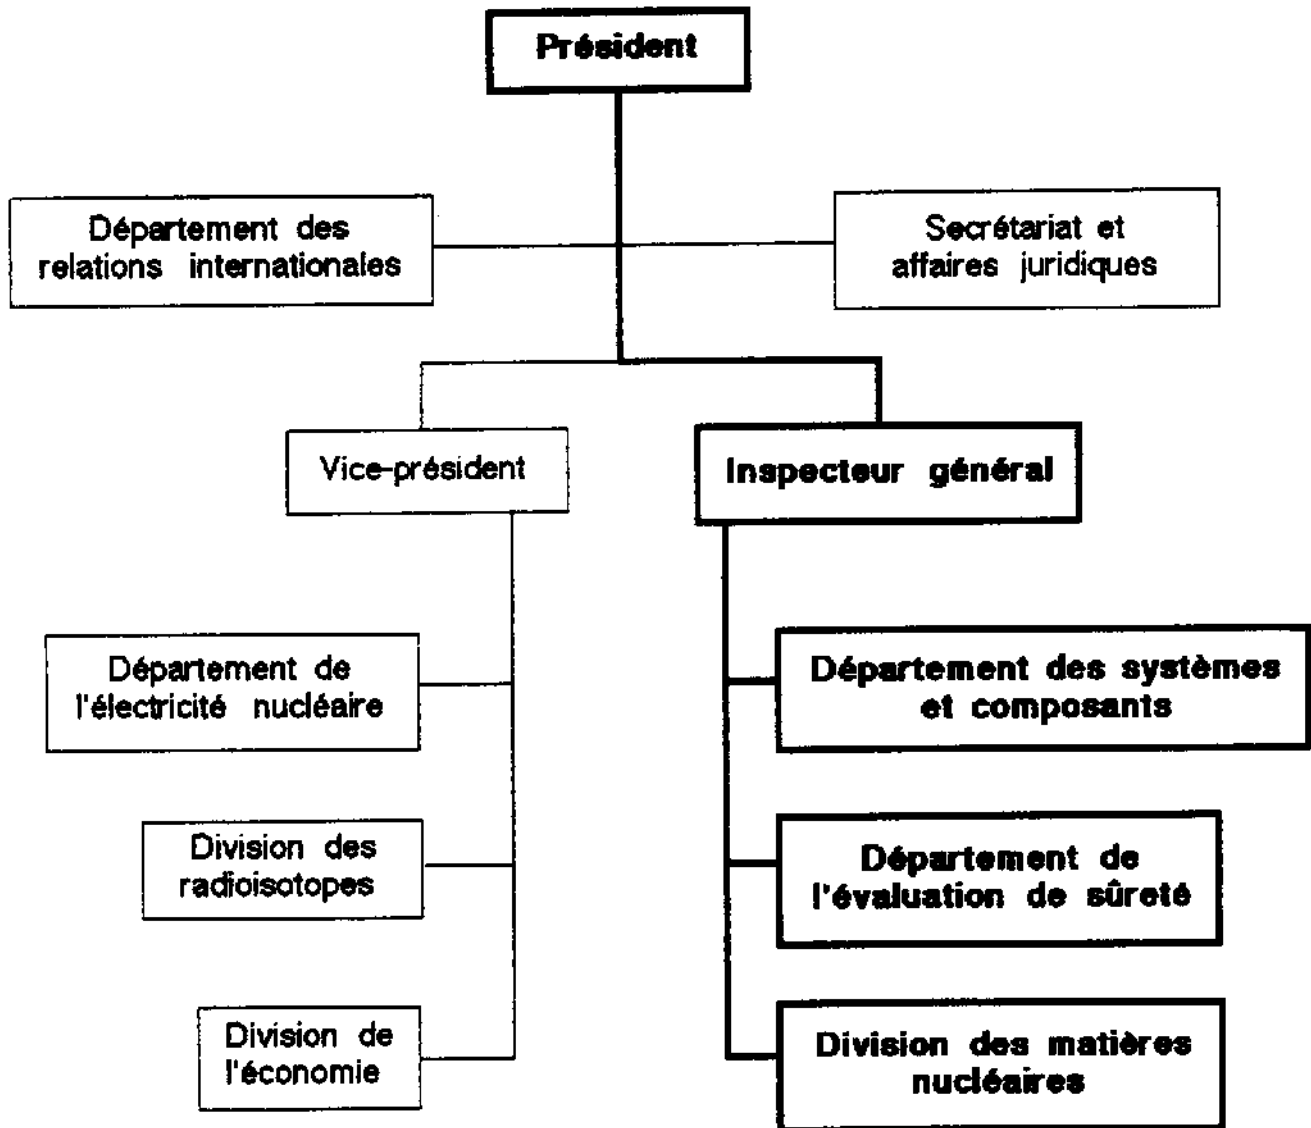 Président
Département des
relations internationales
Secrétariat et
affaires juridiques
Vice-président
Inspecteur général
Département de
l'électricité nucléaire
Département des systèmes
et composants
Division des
radioisotopes
Département de
l'évaluation de sûreté
Division de
l'économie
Division des matières
nucléaires